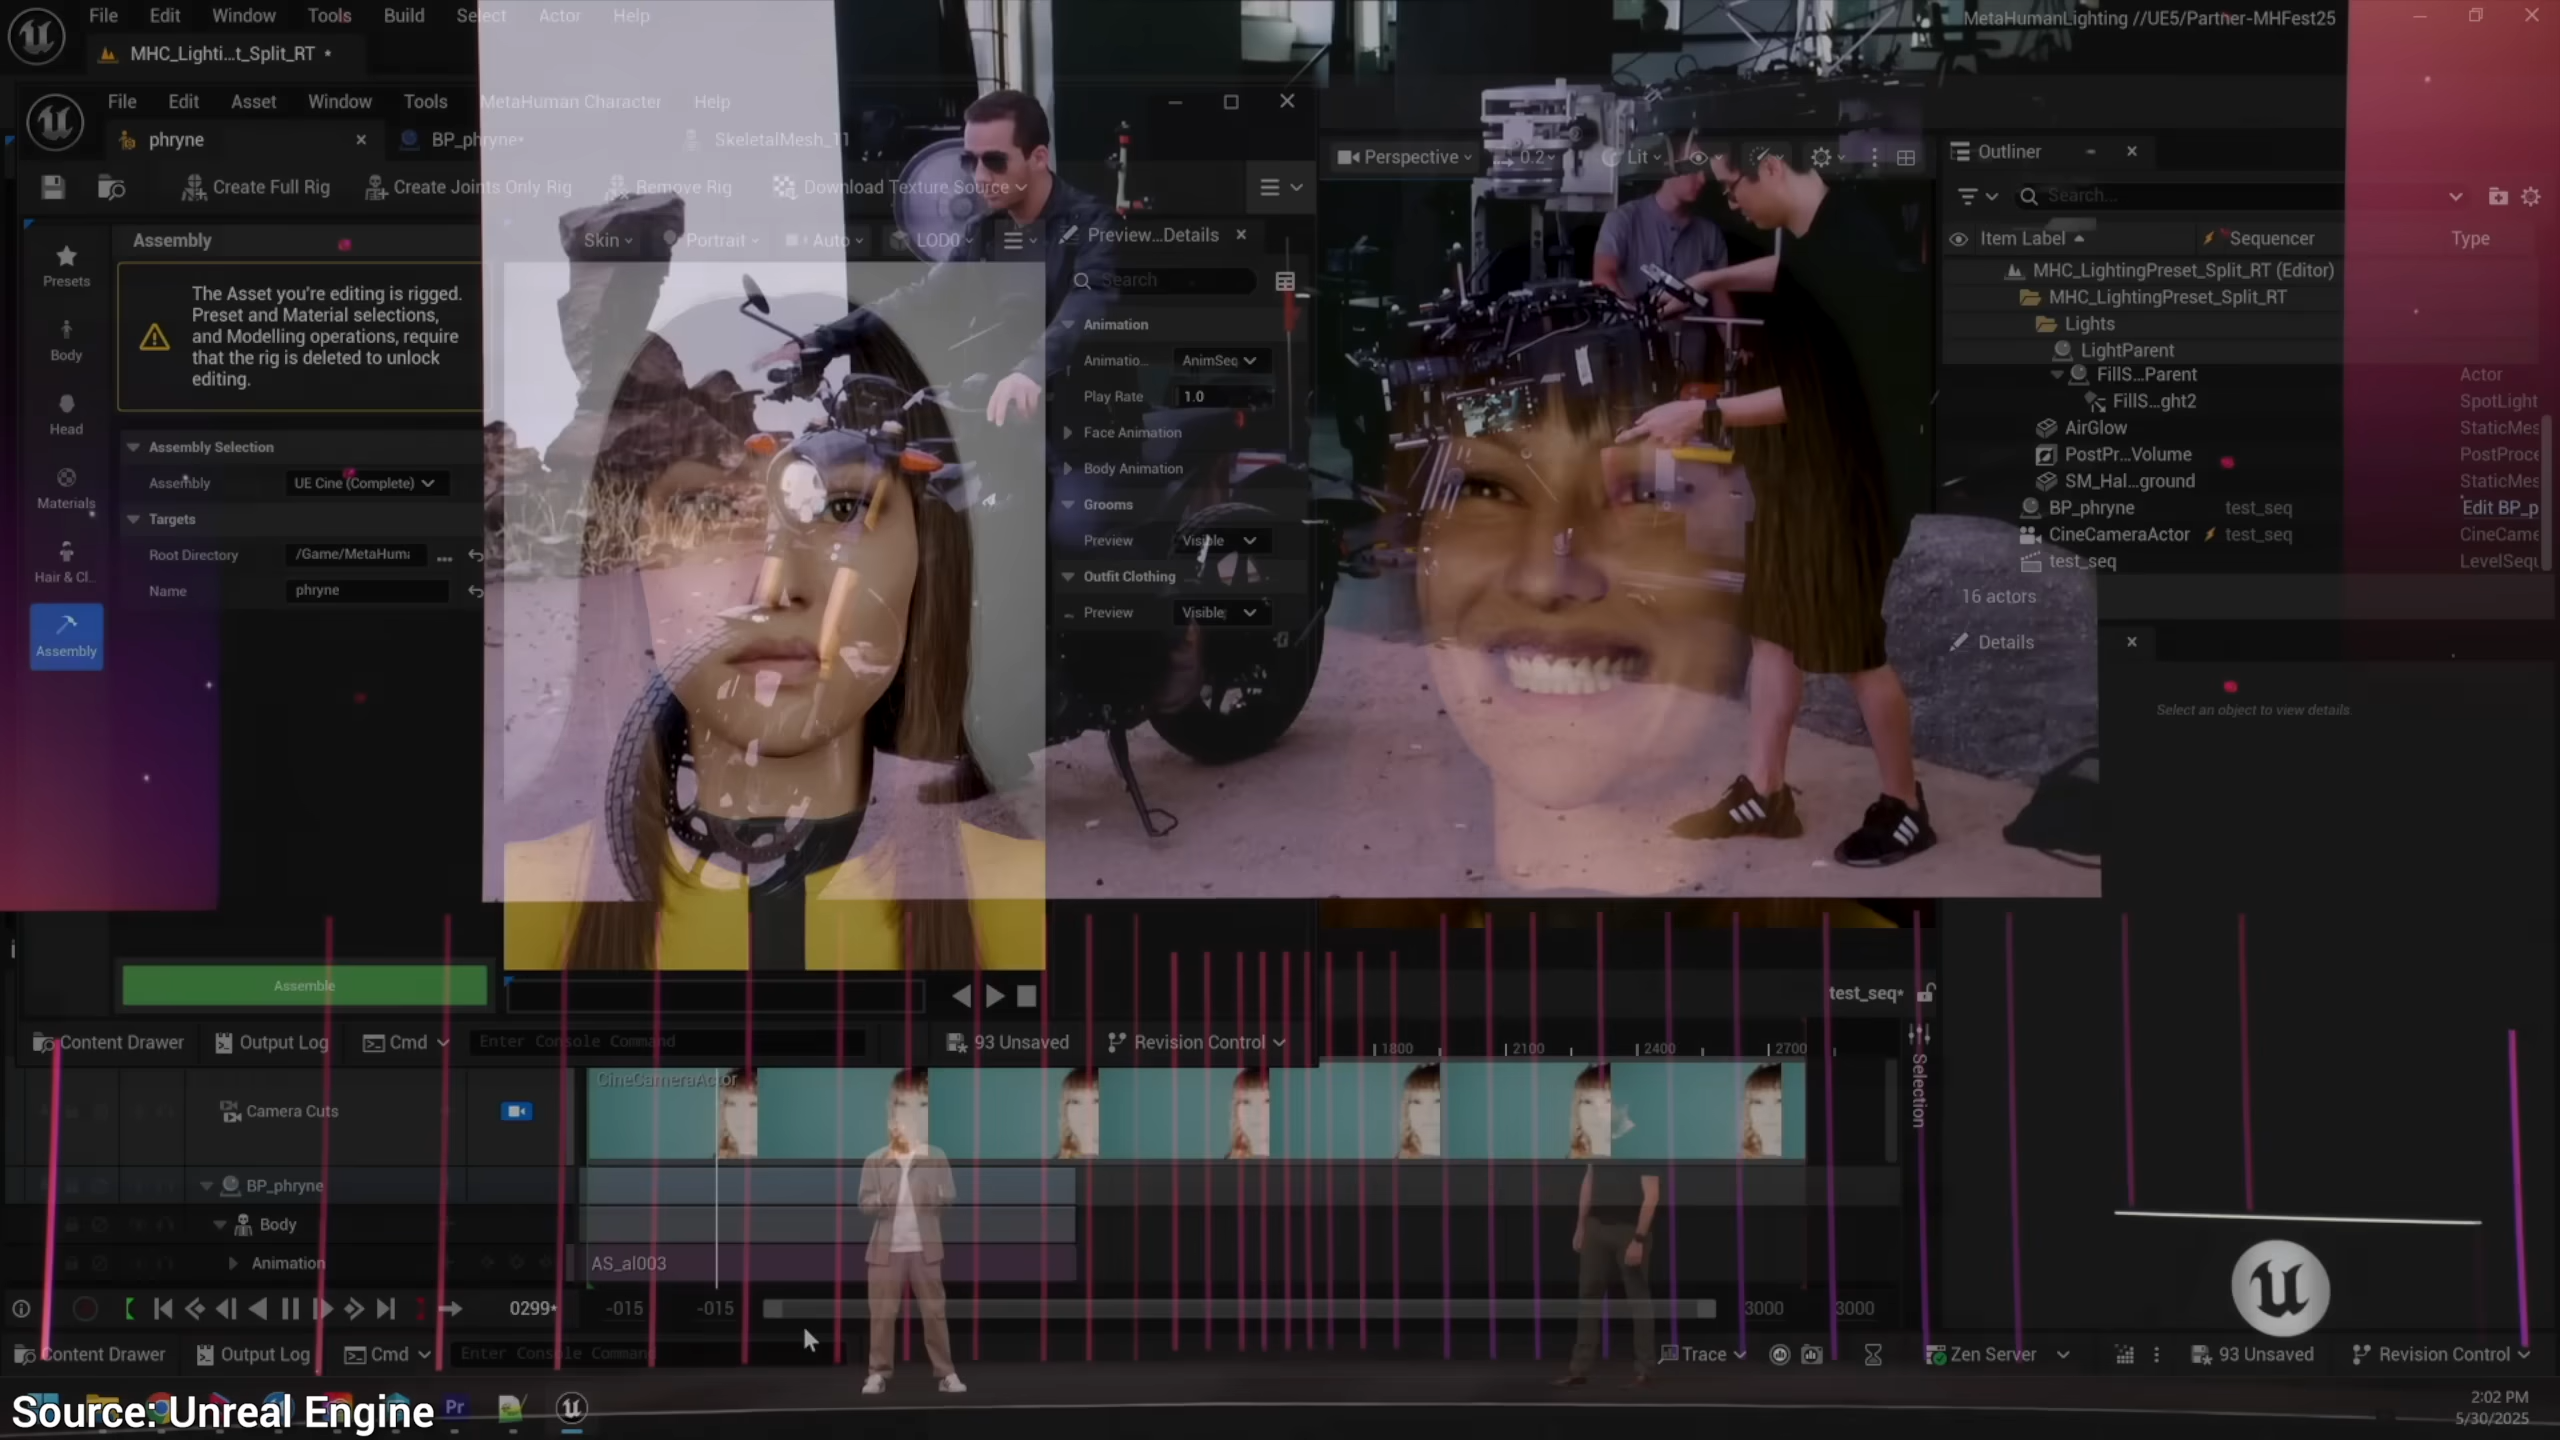 File Edit Window Tools Build Select Actor Help
MetaHumanLighting //UE5/Partner-MHFest25
MHC_Lighti...t_Split_RT *
File Edit Asset Window Tools MetaHuman Character Help
phryne
BP_phryne*
SkeletalMesh_11
Create Full Rig
Create Joints Only Rig
Remove Rig
Download Texture Source
Perspective
0.2
Lit
Outliner
Search...
Item Label
Sequencer
Type
Assembly
Skin
Portrait
Auto
LOD0
Preview...Details
Search
Presets
Body
Head
Materials
Hair & Cl...
Assembly
The Asset you're editing is rigged.
Preset and Material selections,
and Modelling operations, require
that the rig is deleted to unlock
editing.
Assembly Selection
Assembly
UE Cine (Complete)
Targets
Root Directory
/Game/MetaHuma
Name
phryne
Assemble
Animation
Animatio...
AnimSeq
Play Rate
1.0
Face Animation
Body Animation
Grooms
Preview
Visible
Outfit Clothing
Preview
Visible
MHC_LightingPreset_Split_RT (Editor)
MHC_LightingPreset_Split_RT
Lights
LightParent
FillS...Parent
Actor
FillS...ght2
SpotLight
AirGlow
StaticMes
PostPr...Volume
PostProce
SM_Hal...ground
StaticMes
BP_phryne
test_seq
Edit BP_p
CineCameraActor
test_seq
CineCame
test_seq
LevelSequ
16 actors
Details
Select an object to view details.
test_seq*
Content Drawer
Output Log
Cmd
Enter Console Command
93 Unsaved
Revision Control
1800
2100
2400
2700
Selection
CineCameraActor
Camera Cuts
BP_phryne
Body
Animation
AS_al003
0299*
-015
-015
3000
3000
Content Drawer
Output Log
Cmd
Enter Console Command
Trace
Zen Server
93 Unsaved
Revision Control
Pr
2:02 PM
5/30/2025
Source: Unreal Engine